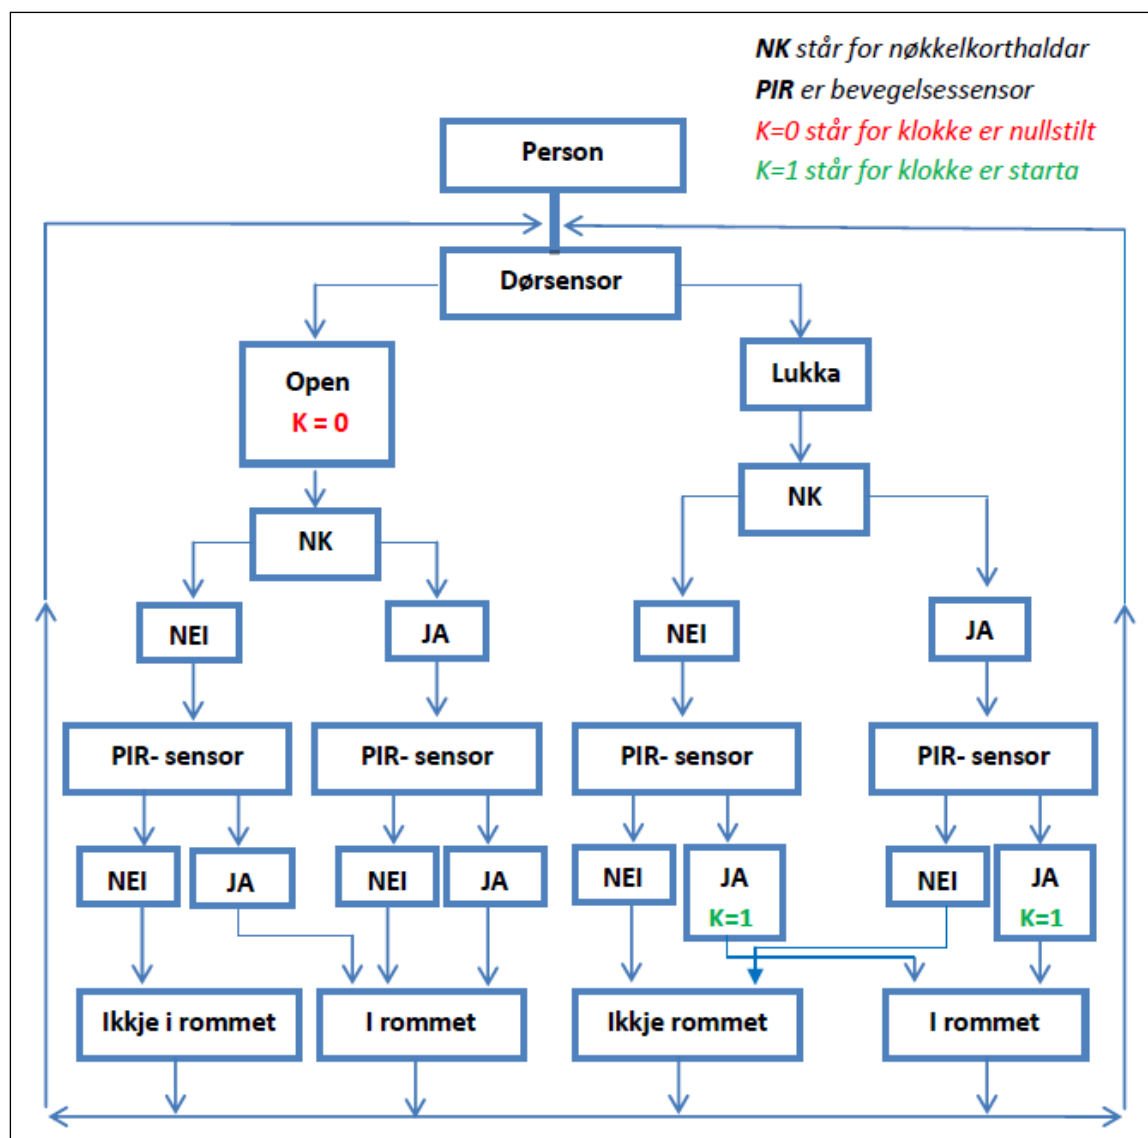 NK står for nøkkelkorthaldar
PIR er bevegelsessensor
K=0 står for klokke er nullstilt
K=1 står for klokke er starta
Person
Dørsensor
Open
K = 0
Lukka
NK
NK
NEI
JA
NEI
JA
PIR- sensor
PIR- sensor
PIR- sensor
PIR- sensor
NEI
JA
NEI
JA
NEI
JA
K=1
NEI
JA
K=1
Ikkje i rommet
I rommet
Ikkje rommet
I rommet